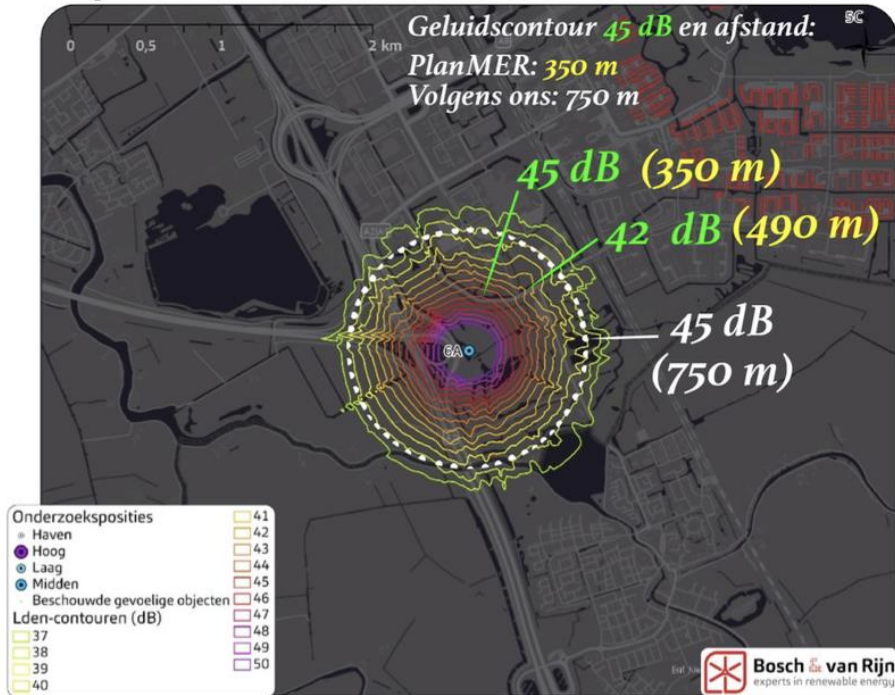 0 0,5 1 2 km
Geluidscontour 45 dB en afstand:
PlanMER: 350 m
Volgens ons: 750 m
5C
45 dB (350 m)
42 dB (490 m)
45 dB
(750 m)
6A
Onderzoeksposities
Haven
Hoog
Laag
Midden
Beschouwde gevoelige objecten
Lden-contouren (dB)
37
38
39
40
41
42
43
44
45
46
47
48
49
50
Bosch & van Rijn
experts in renewable energy